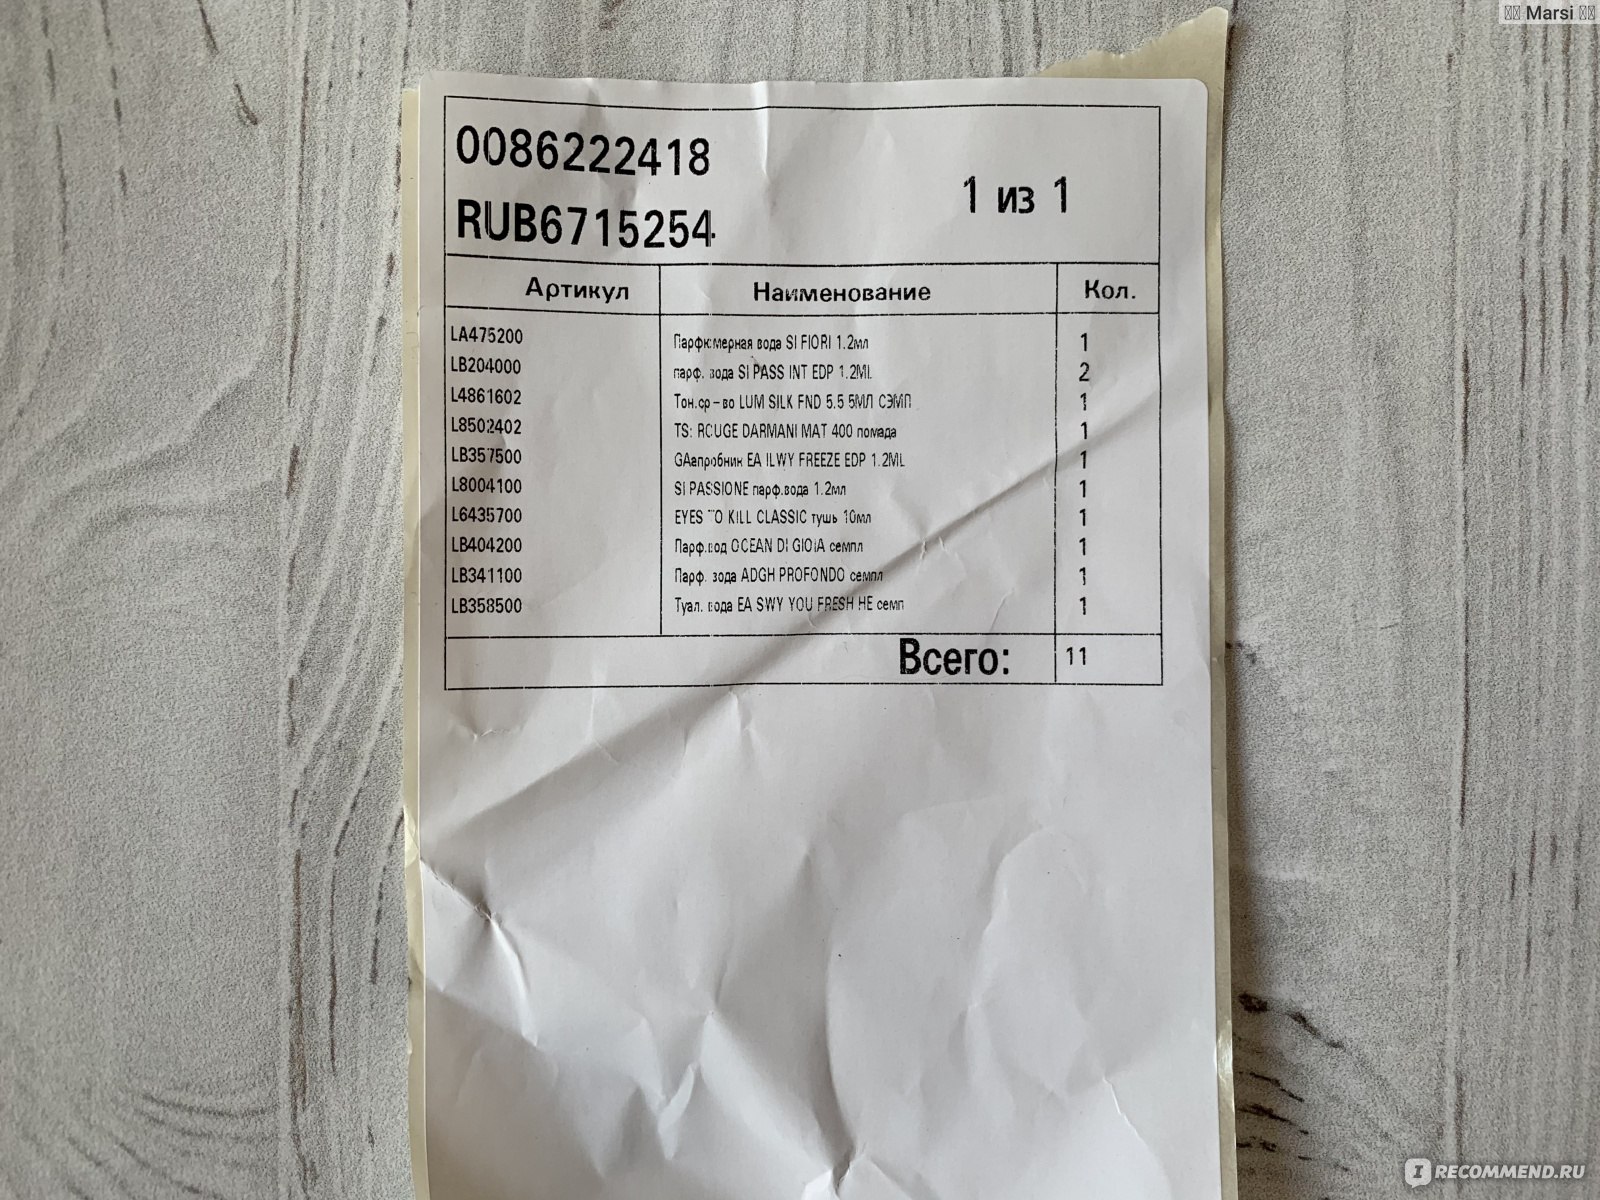 Marsi
0086222418
RUB6715254
1 из 1
Артикул Наименование Кол.
LA475200 Парфюмерная вода SI FIORI 1.2мл 1
LB204000 парф. вода SI PASS INT EDP 1.2ML 2
L4861602 Тон.ср-во LUM SILK FND 5.5 5МЛ СЭМП 1
L8502402 TS: ROUGE DARMANI MAT 400 помада 1
LB357500 GAапробник EA ILWY FREEZE EDP 1.2ML 1
L8004100 SI PASSIONE парф.вода 1.2мл 1
L6435700 EYES TO KILL CLASSIC тушь 10мл 1
LB404200 Парф.вод OCEAN DI GIOIA семпл 1
LB341100 Парф. вода ADGH PROFONDO семпл 1
LB358500 Туал. вода EA SWY YOU FRESH HE семп 1
Всего: 11
IRECOMMEND.RU